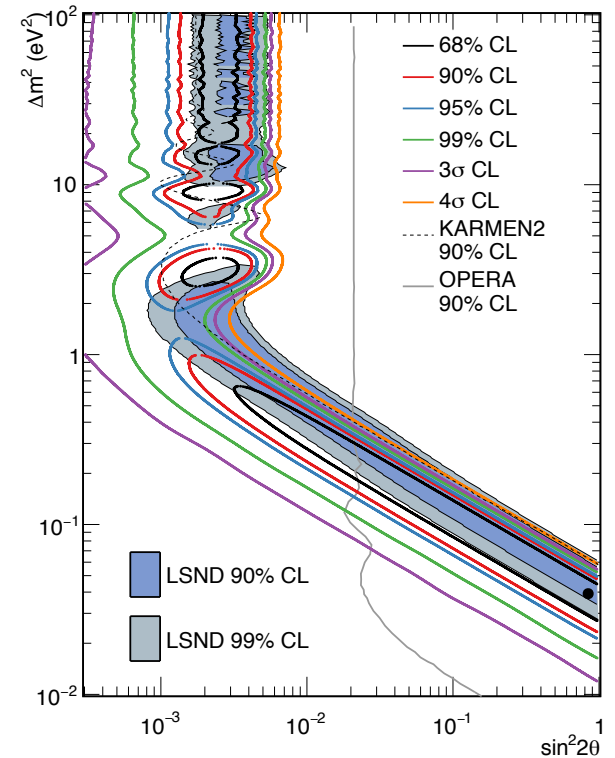 10²
Δm² (eV²)
68% CL
90% CL
95% CL
99% CL
3σ CL
4σ CL
KARMEN2
90% CL
OPERA
90% CL
10
1
10⁻¹
LSND 90% CL
LSND 99% CL
10⁻²
10⁻³
10⁻²
10⁻¹
1
sin²2θ